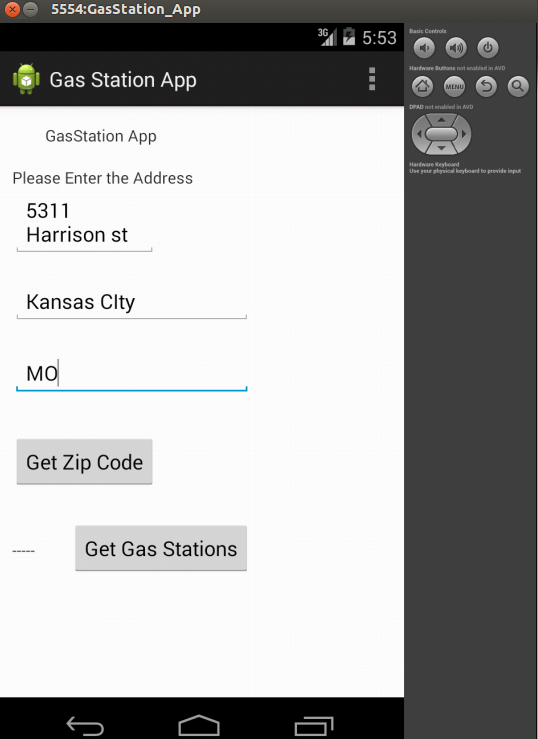 5554:GasStation_App
3G 5:53
Gas Station App
GasStation App
Please Enter the Address
5311
Harrison st
Kansas CIty
MO
Get Zip Code
-----
Get Gas Stations
Basic Controls
Hardware Buttons not enabled in AVD
MENU
DPAD not enabled in AVD
Hardware Keyboard
Use your physical keyboard to provide input